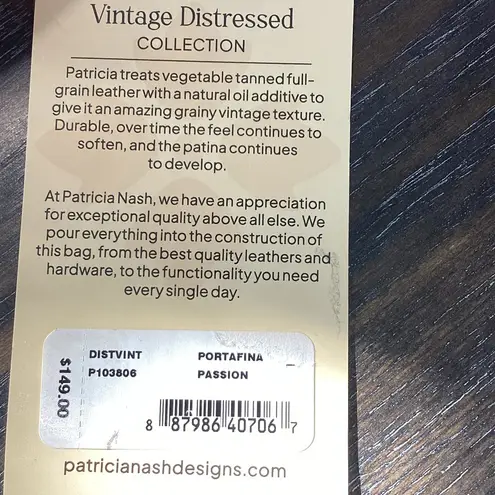 Vintage Distressed
COLLECTION
Patricia treats vegetable tanned full-
grain leather with a natural oil additive to
give it an amazing grainy vintage texture.
Durable, over time the feel continues to
soften, and the patina continues
to develop.
At Patricia Nash, we have an appreciation
for exceptional quality above all else. We
pour everything into the construction of
this bag, from the best quality leathers and
hardware, to the functionality you need
every single day.
$149.00
DISTVINT PORTAFINA _
P103806 PASSION
8 87986 40706 7
patricianashdesigns.com